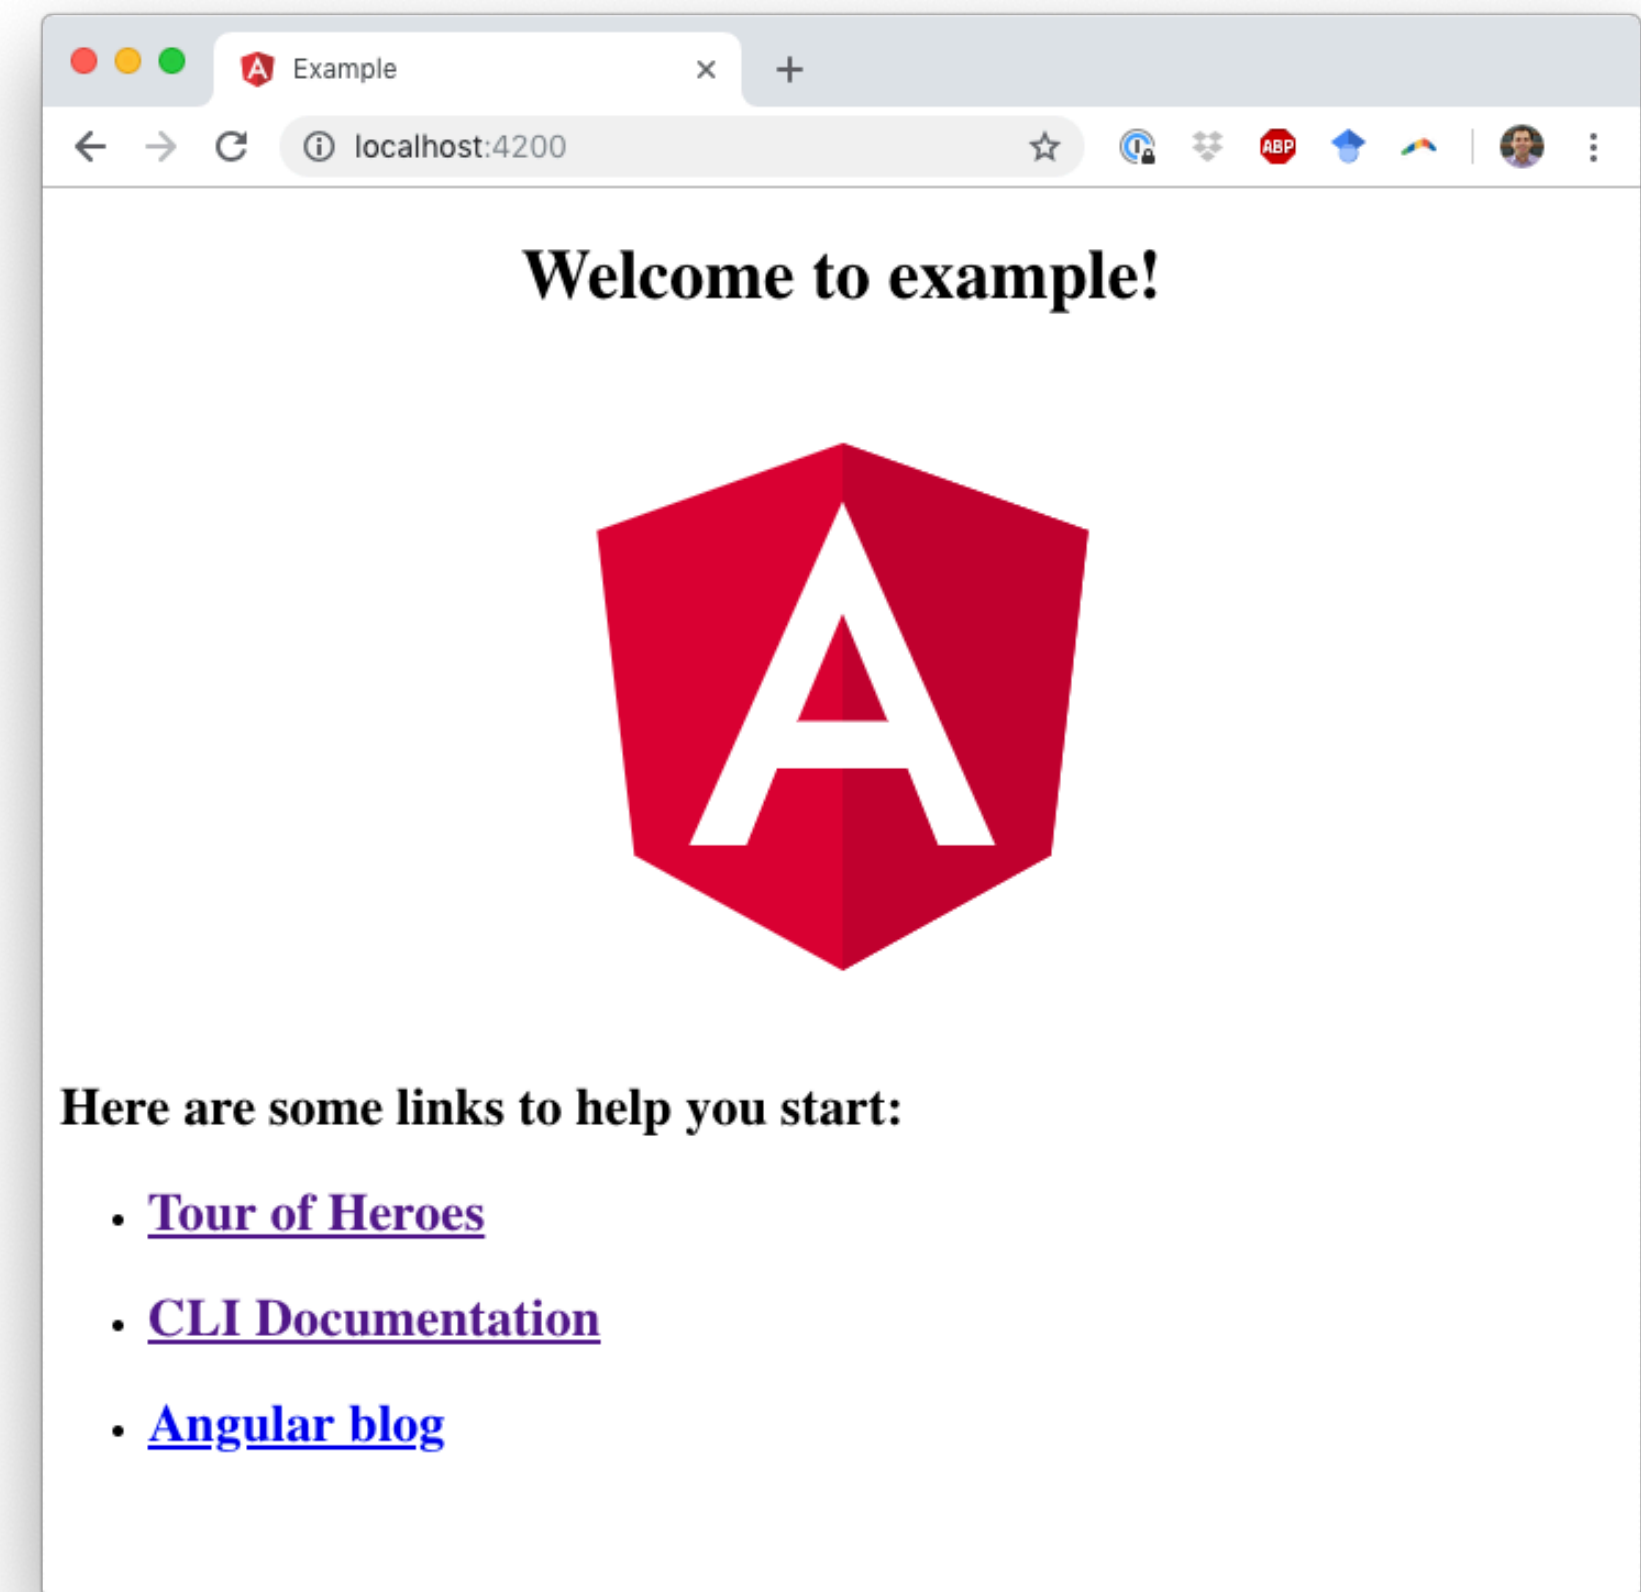 Example
localhost:4200
ABP
Welcome to example!
A
Here are some links to help you start:
Tour of Heroes
CLI Documentation
Angular blog